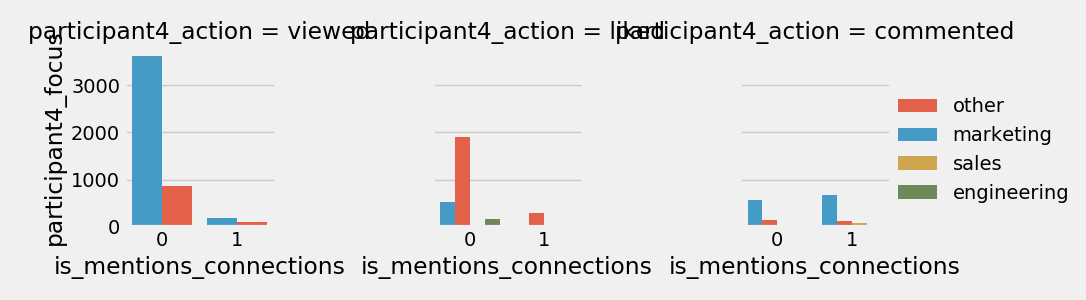 participant4_action = viewed
participant4_action = liked
participant4_action = commented
participant4_focus
3000
2000
1000
0
0
1
0
1
0
1
is_mentions_connections
is_mentions_connections
is_mentions_connections
other
marketing
sales
engineering